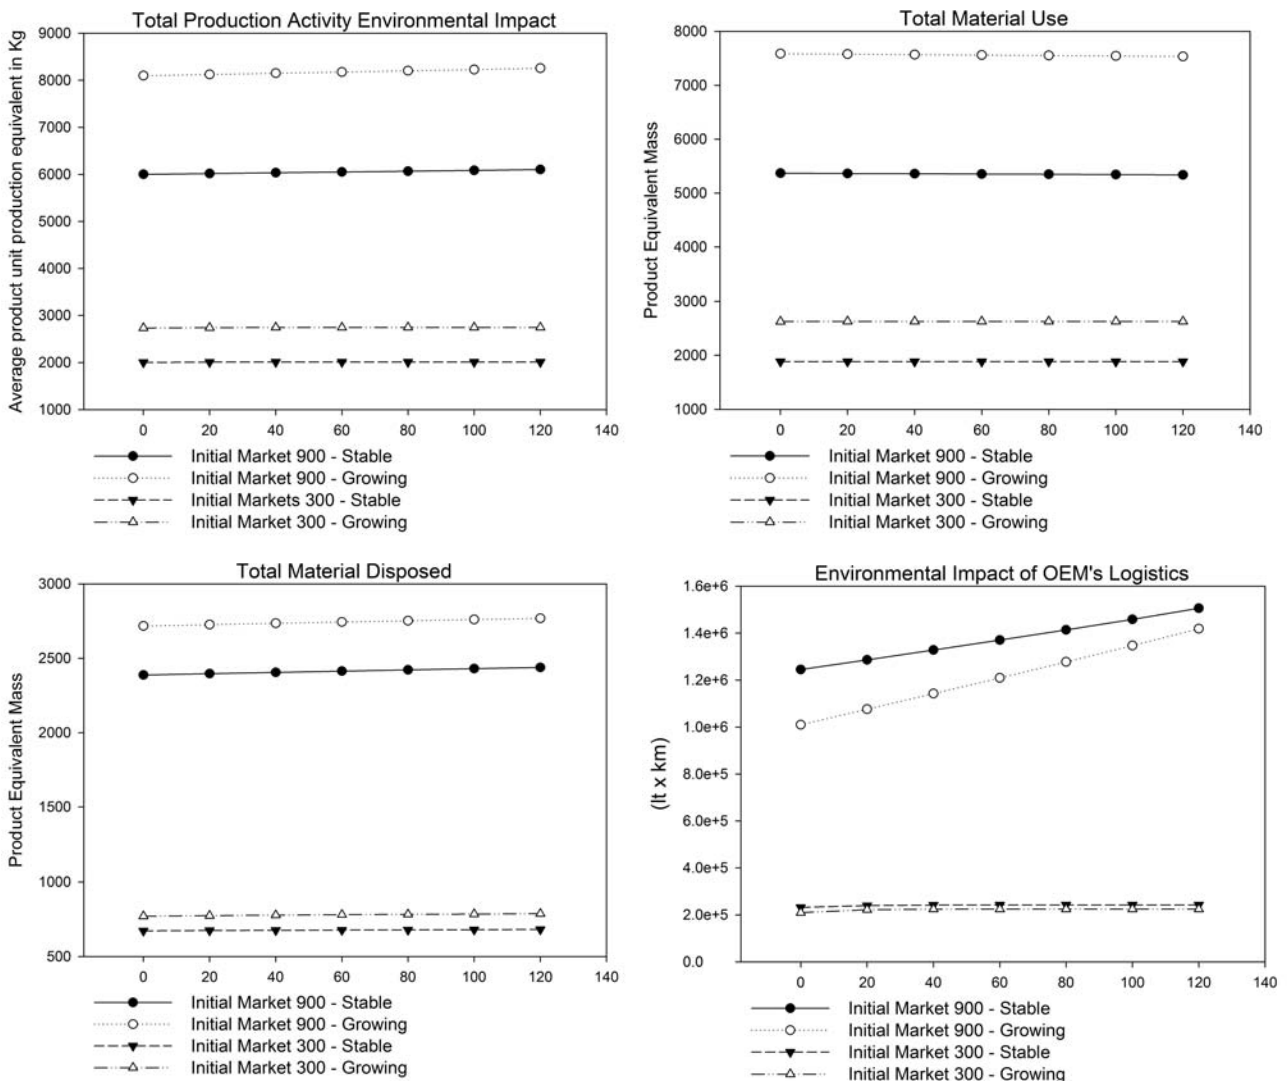 Total Production Activity Environmental Impact
Average product unit production equivalent in Kg
9000
8000
7000
6000
5000
4000
3000
2000
1000
0 20 40 60 80 100 120 140
Initial Market 900 - Stable
Initial Market 900 - Growing
Initial Markets 300 - Stable
Initial Market 300 - Growing
Total Material Use
Product Equivalent Mass
8000
7000
6000
5000
4000
3000
2000
1000
0 20 40 60 80 100 120 140
Initial Market 900 - Stable
Initial Market 900 - Growing
Initial Market 300 - Stable
Initial Market 300 - Growing
Total Material Disposed
Product Equivalent Mass
3000
2500
2000
1500
1000
500
0 20 40 60 80 100 120 140
Initial Market 900 - Stable
Initial Market 900 - Growing
Initial Market 300 - Stable
Initial Market 300 - Growing
Environmental Impact of OEM's Logistics
(lt x km)
1.6e+6
1.4e+6
1.2e+6
1.0e+6
8.0e+5
6.0e+5
4.0e+5
2.0e+5
0.0
0 20 40 60 80 100 120 140
Initial Market 900 - Stable
Initial Market 900 - Growing
Initial Market 300 - Stable
Initial Market 300 - Growing